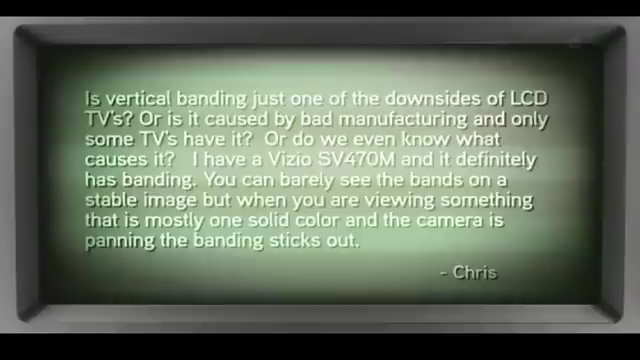 Is vertical banding just one of the downsides of LCD
TV's? Or is it caused by bad manufacturing and only
some TV's have it?  Or do we even know what
causes it?   I have a Vizio SV470M and it definitely
has banding. You can barely see the bands on a
stable image but when you are viewing something
that is mostly one solid color and the camera is
panning the banding sticks out.
- Chris